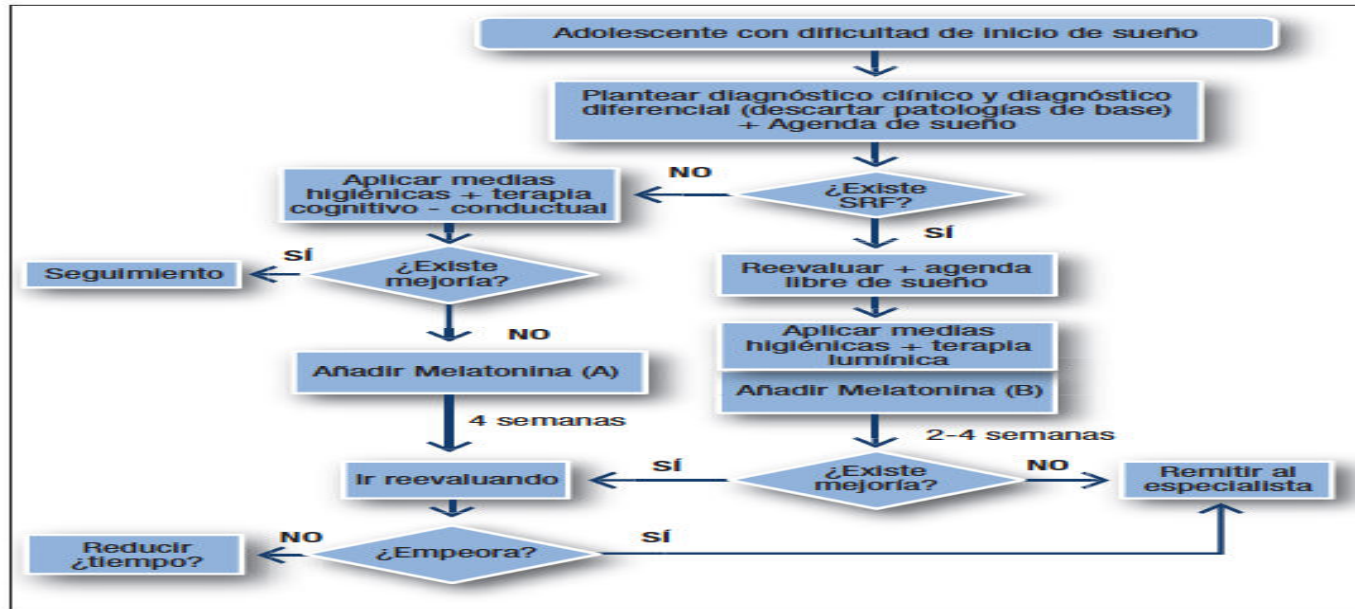 Adolescente con dificultad de inicio de sueño
Plantear diagnóstico clínico y diagnóstico
diferencial (descartar patologías de base)
+ Agenda de sueño
¿Existe
SRF?
NO
Aplicar medias
higiénicas + terapia
cognitivo - conductual
¿Existe
mejoría?
SÍ
Seguimiento
NO
Añadir Melatonina (A)
4 semanas
SÍ
Reevaluar + agenda
libre de sueño
Aplicar medias
higiénicas + terapia
lumínica
Añadir Melatonina (B)
2-4 semanas
¿Existe
mejoría?
NO
Remitir al
especialista
SÍ
Ir reevaluando
¿Empeora?
NO
Reducir
¿tiempo?
SÍ